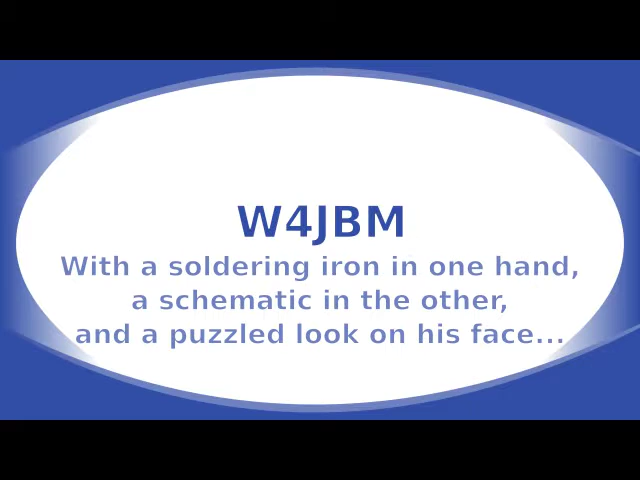 W4JBM
With a soldering iron in one hand,
a schematic in the other,
and a puzzled look on his face...